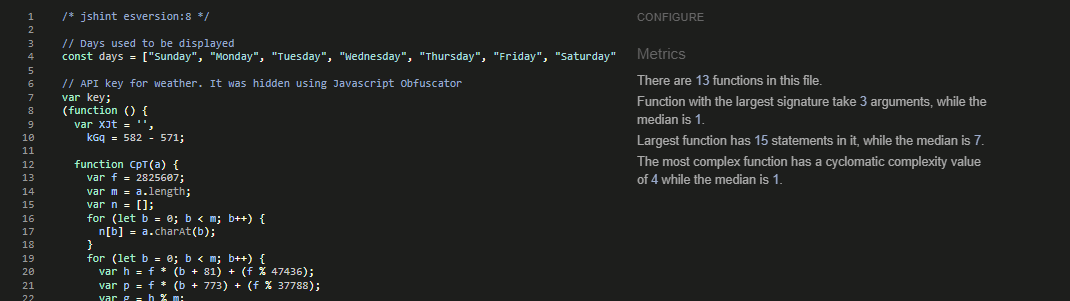 CONFIGURE
1 /* jshint esversion:8 */
2
3 // Days used to be displayed
4 const days = ["Sunday", "Monday", "Tuesday", "Wednesday", "Thursday", "Friday", "Saturday"
5
6 // API key for weather. It was hidden using Javascript Obfuscator
7 var key;
8 (function () {
9 var XJt = '',
10 kGq = 582 - 571;
11
12 function CpT(a) {
13 var f = 2825607;
14 var m = a.length;
15 var n = [];
16 for (let b = 0; b < m; b++) {
17 n[b] = a.charAt(b);
18 }
19 for (let b = 0; b < m; b++) {
20 var h = f * (b + 81) + (f % 47436);
21 var p = f * (b + 773) + (f % 37788);
22 var g = h % m;
Metrics
There are 13 functions in this file.
Function with the largest signature take 3 arguments, while the
median is 1.
Largest function has 15 statements in it, while the median is 7.
The most complex function has a cyclomatic complexity value
of 4 while the median is 1.